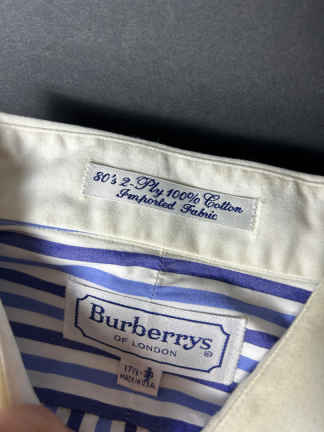 80's 2-Ply 100% Cotton
Imported Fabric
Burberrys
OF LONDON ®
MADE IN U.S.A.